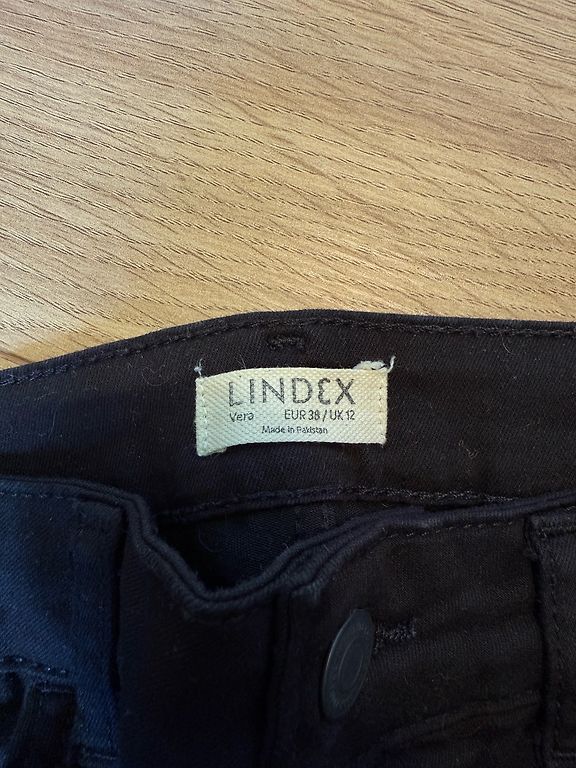 LINDEX
Vera EUR 38 / UK 12
Made in Pakistan